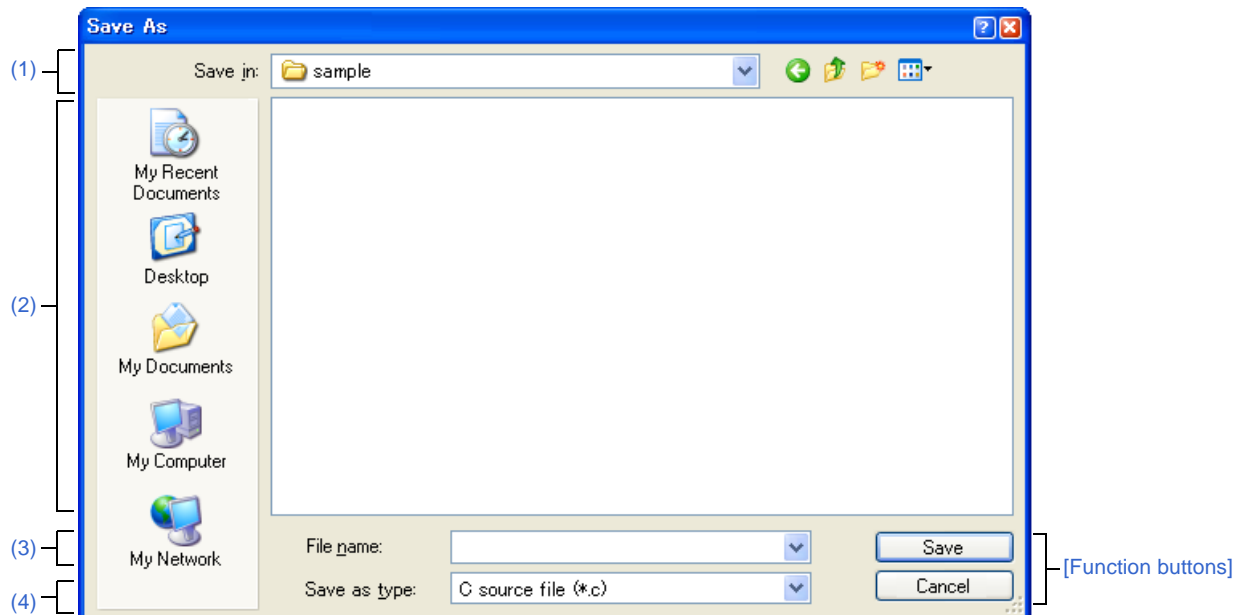 Save As
(1)
Save in:
sample
(2)
My Recent
Documents
Desktop
My Documents
My Computer
My Network
(3)
File name:
Save
[Function buttons]
(4)
Save as type:
C source file (*.c)
Cancel